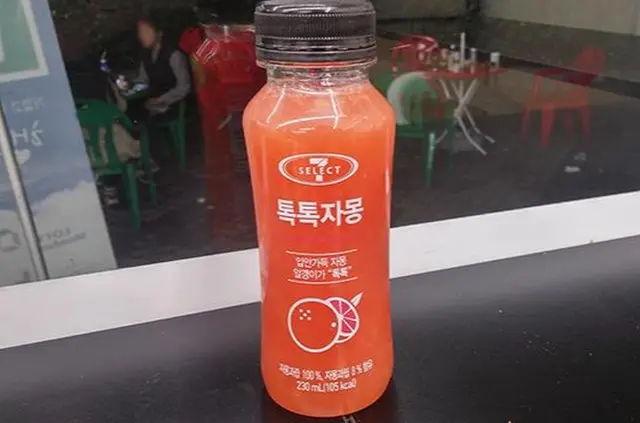 7
SELECT
톡톡자몽
입안가득 자몽
알갱이가 "톡톡"
자몽과즙 100 %, 자몽과립 8 % 함유
230 mL(105 kcal)